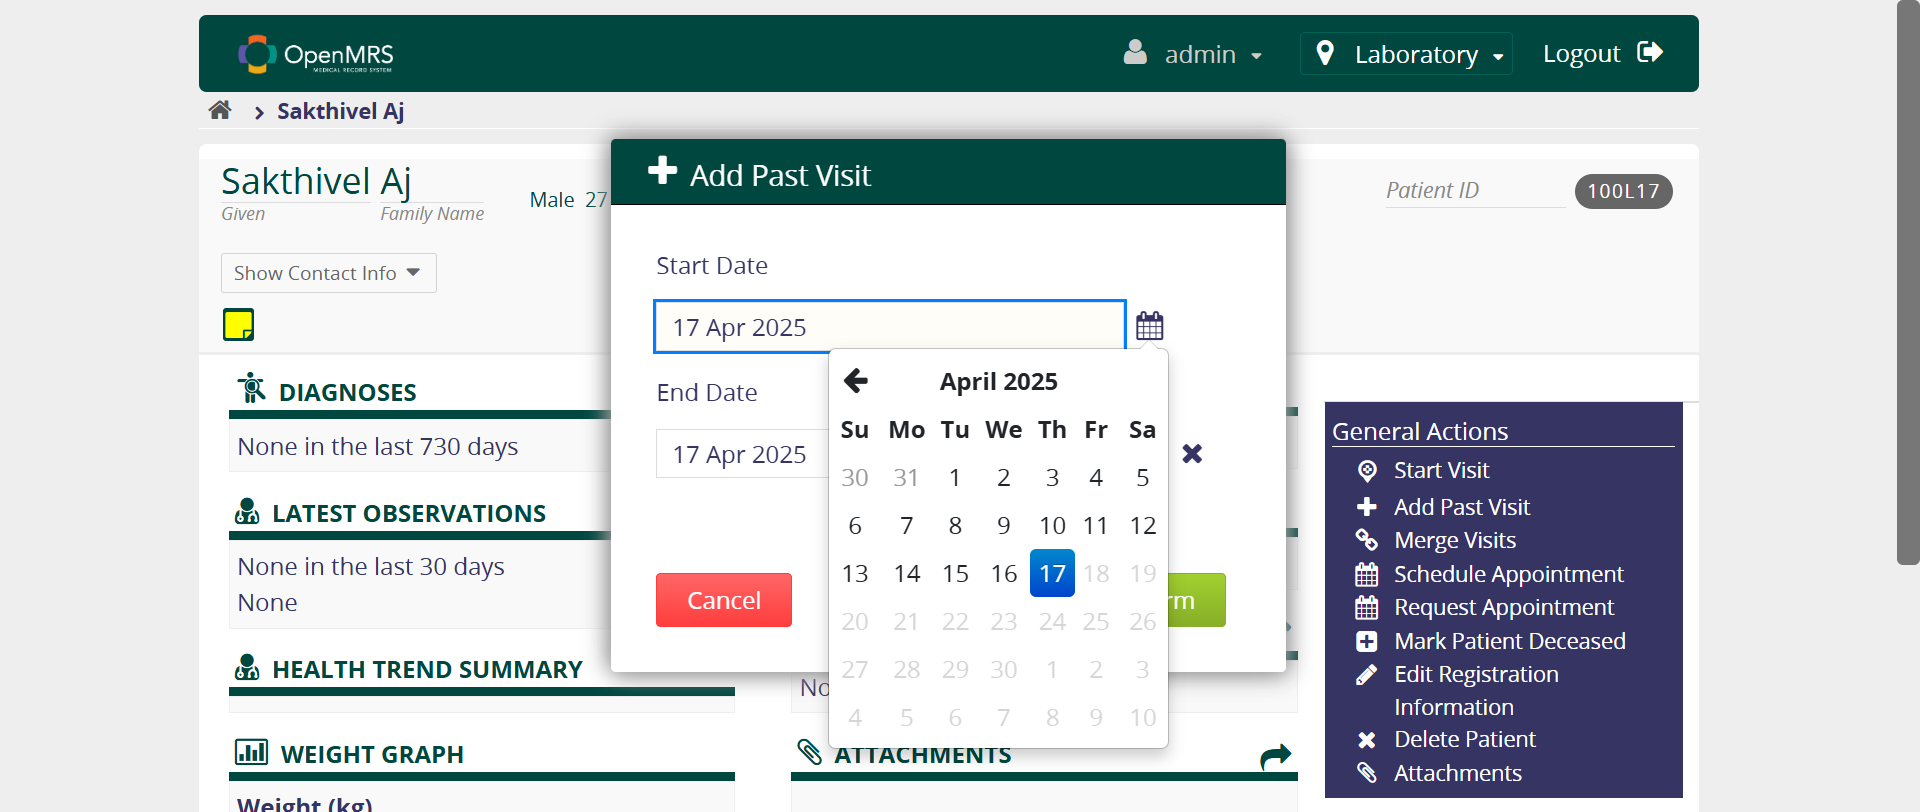 OpenMRS
MEDICAL RECORD SYSTEM
admin
Laboratory
Logout
Sakthivel Aj
Sakthivel Aj
Given
Family Name
Male 27
Patient ID
100L17
Show Contact Info
Add Past Visit
Start Date
17 Apr 2025
End Date
17 Apr 2025
Cancel
April 2025
Su Mo Tu We Th Fr Sa
30 31 1 2 3 4 5
6 7 8 9 10 11 12
13 14 15 16 17 18 19
20 21 22 23 24 25 26
27 28 29 30 1 2 3
4 5 6 7 8 9 10
DIAGNOSES
None in the last 730 days
LATEST OBSERVATIONS
None in the last 30 days
None
HEALTH TREND SUMMARY
WEIGHT GRAPH
Weight (kg)
ATTACHMENTS
General Actions
Start Visit
Add Past Visit
Merge Visits
Schedule Appointment
Request Appointment
Mark Patient Deceased
Edit Registration
Information
Delete Patient
Attachments